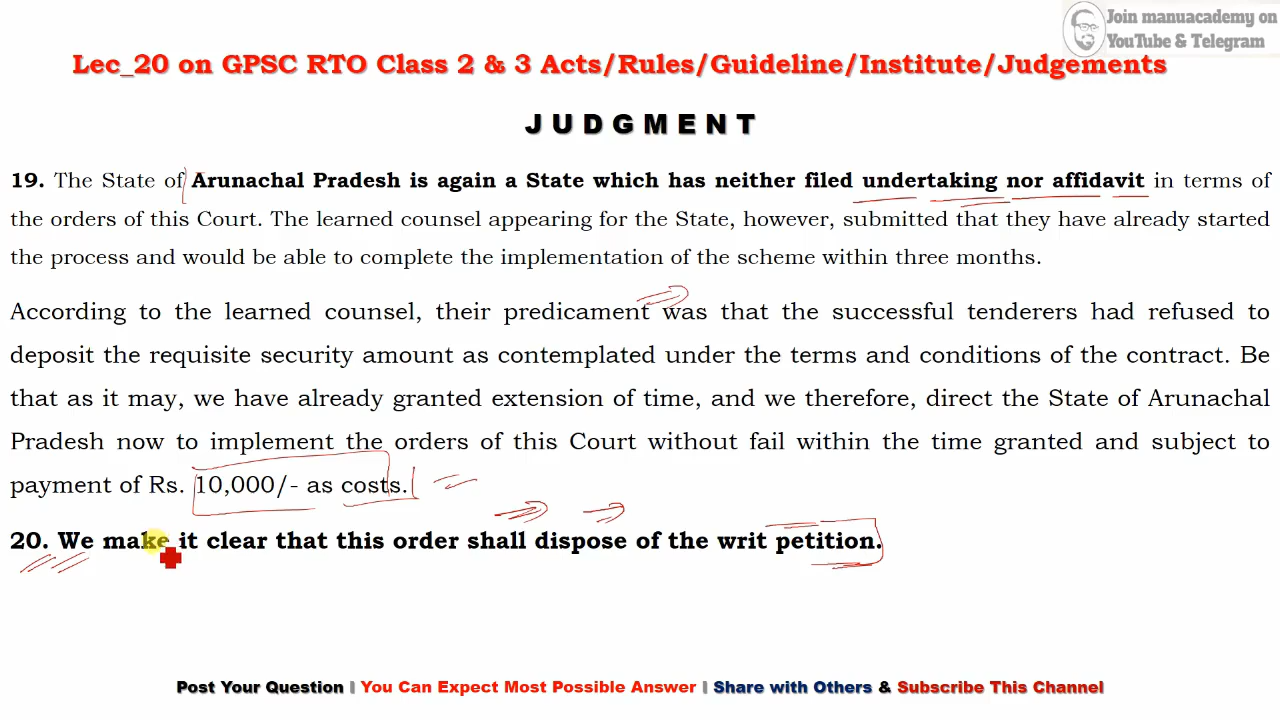 Join manuacademy on
YouTube & Telegram
Lec_20 on GPSC RTO Class 2 & 3 Acts/Rules/Guideline/Institute/Judgements
JUDGMENT
19. The State of Arunachal Pradesh is again a State which has neither filed undertaking nor affidavit in terms of
the orders of this Court. The learned counsel appearing for the State, however, submitted that they have already started
the process and would be able to complete the implementation of the scheme within three months.
According to the learned counsel, their predicament was that the successful tenderers had refused to
deposit the requisite security amount as contemplated under the terms and conditions of the contract. Be
that as it may, we have already granted extension of time, and we therefore, direct the State of Arunachal
Pradesh now to implement the orders of this Court without fail within the time granted and subject to
payment of Rs. 10,000/- as costs.
20. We make it clear that this order shall dispose of the writ petition.
Post Your Question | You Can Expect Most Possible Answer | Share with Others & Subscribe This Channel